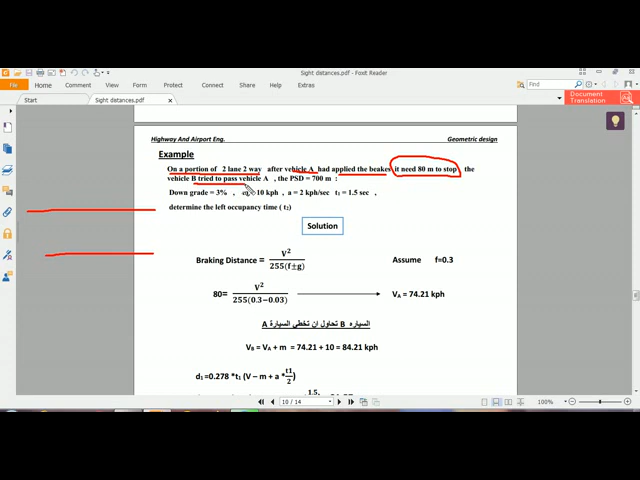 Sight distances.pdf - Foxit Reader
File Home Comment View Form Protect Connect Share Help Find
Document Translation
Start Sight distances.pdf
Highway And Airport Eng. Geometric design
Example
On a portion of 2 lane 2 way after vehicle A had applied the beakes it need 80 m to stop the
vehicle B tried to pass vehicle A , the PSD = 700 m :
Down grade = 3% , 10 kph , a = 2 kph/sec t₁ = 1.5 sec ,
determine the left occupancy time ( t₂)
Solution
Braking Distance = V² / 255(f±g) Assume f=0.3
80= V² / 255(0.3−0.03) VA = 74.21 kph
السياره B تحاول ان تخطي السيارة A
VB = VA + m = 74.21 + 10 = 84.21 kph
d₁ =0.278 *t₁ (V – m + a * t1/2)
1.5,
10 / 14 100%